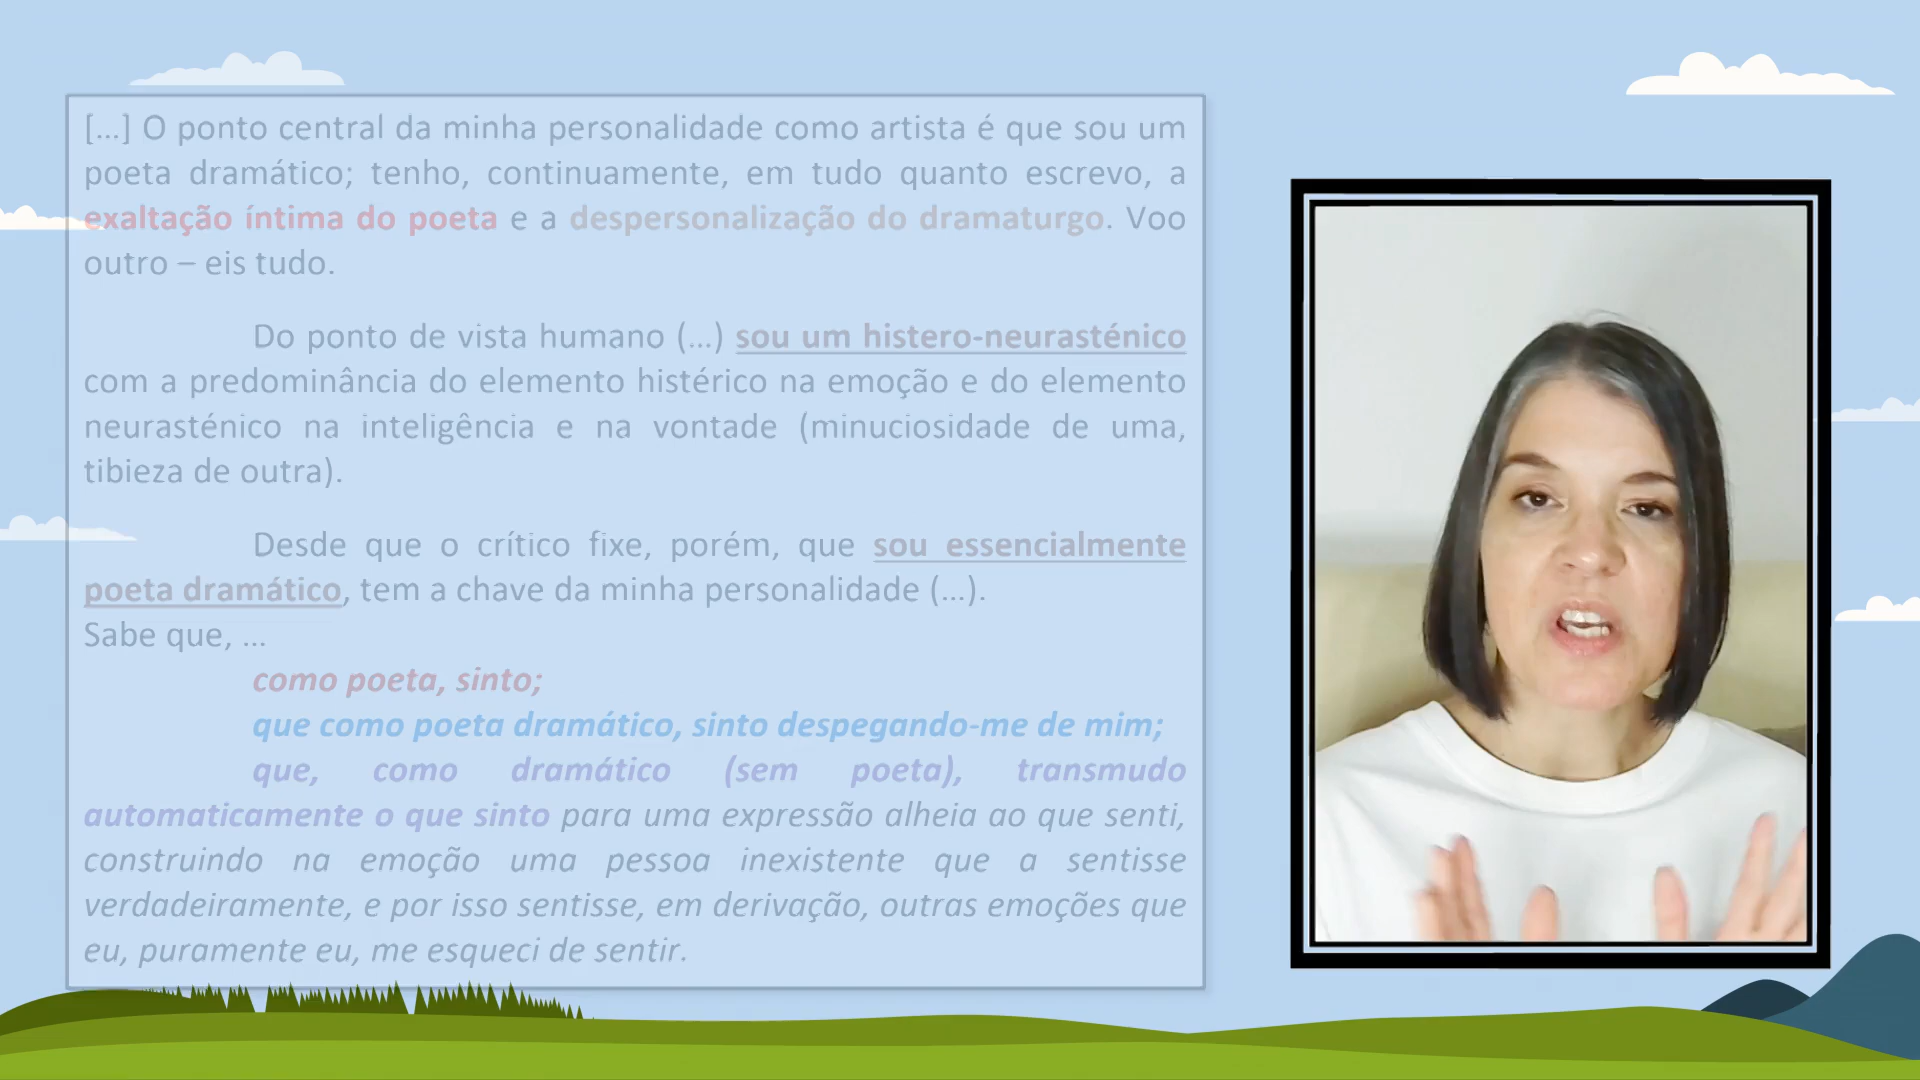 [...] O ponto central da minha personalidade como artista é que sou um
poeta dramático; tenho, continuamente, em tudo quanto escrevo, a
exaltação íntima do poeta e a despersonalização do dramaturgo. Voo
outro – eis tudo.
Do ponto de vista humano (...) sou um histero-neurasténico
com a predominância do elemento histérico na emoção e do elemento
neurasténico na inteligência e na vontade (minuciosidade de uma,
tibieza de outra).
Desde que o crítico fixe, porém, que sou essencialmente
poeta dramático, tem a chave da minha personalidade (...).
Sabe que, ...
como poeta, sinto;
que como poeta dramático, sinto despegando-me de mim;
que, como dramático (sem poeta), transmudo
automaticamente o que sinto para uma expressão alheia ao que senti,
construindo na emoção uma pessoa inexistente que a sentisse
verdadeiramente, e por isso sentisse, em derivação, outras emoções que
eu, puramente eu, me esqueci de sentir.